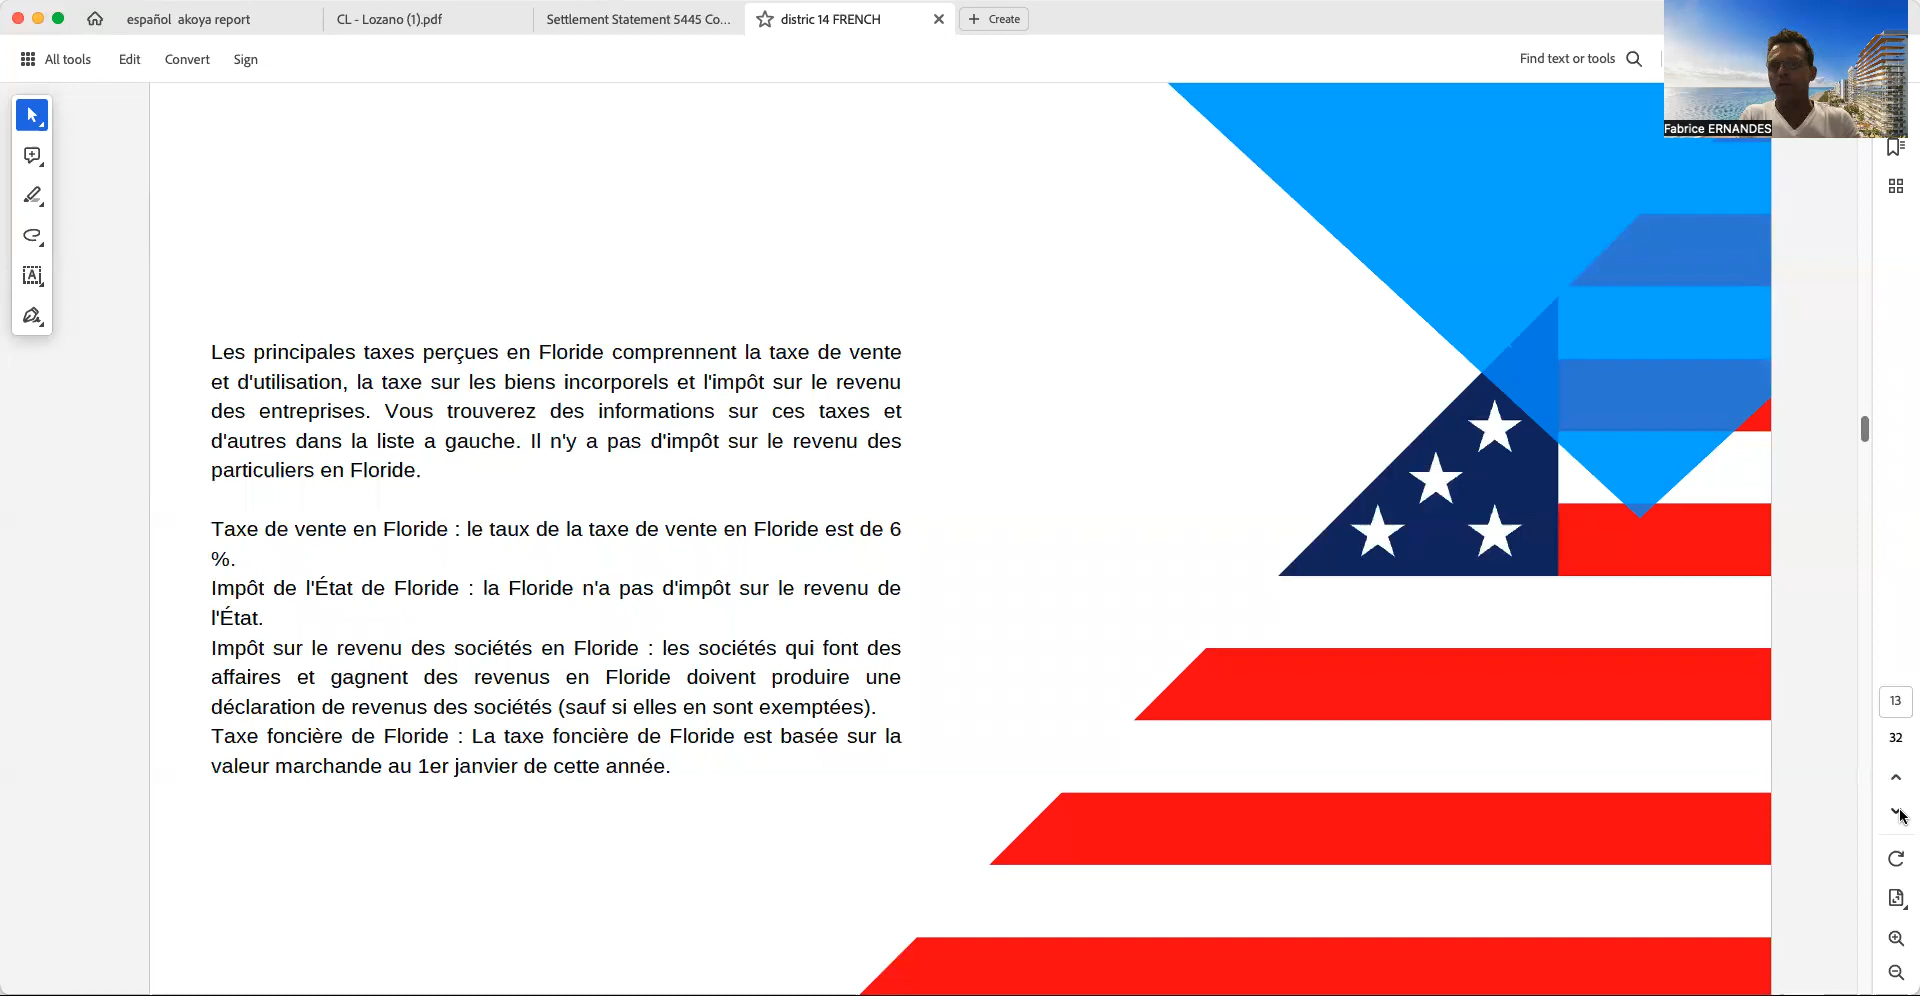 español  akoya report
CL - Lozano (1).pdf
Settlement Statement 5445 Co...
distric 14 FRENCH
Create
All tools
Edit
Convert
Sign
Find text or tools
Fabrice ERNANDES
Les principales taxes perçues en Floride comprennent la taxe de vente
et d'utilisation, la taxe sur les biens incorporels et l'impôt sur le revenu
des entreprises. Vous trouverez des informations sur ces taxes et
d'autres dans la liste a gauche. Il n'y a pas d'impôt sur le revenu des
particuliers en Floride.
Taxe de vente en Floride : le taux de la taxe de vente en Floride est de 6
%.
Impôt de l'État de Floride : la Floride n'a pas d'impôt sur le revenu de
l'État.
Impôt sur le revenu des sociétés en Floride : les sociétés qui font des
affaires et gagnent des revenus en Floride doivent produire une
déclaration de revenus des sociétés (sauf si elles en sont exemptées).
Taxe foncière de Floride : La taxe foncière de Floride est basée sur la
valeur marchande au 1er janvier de cette année.
13
32